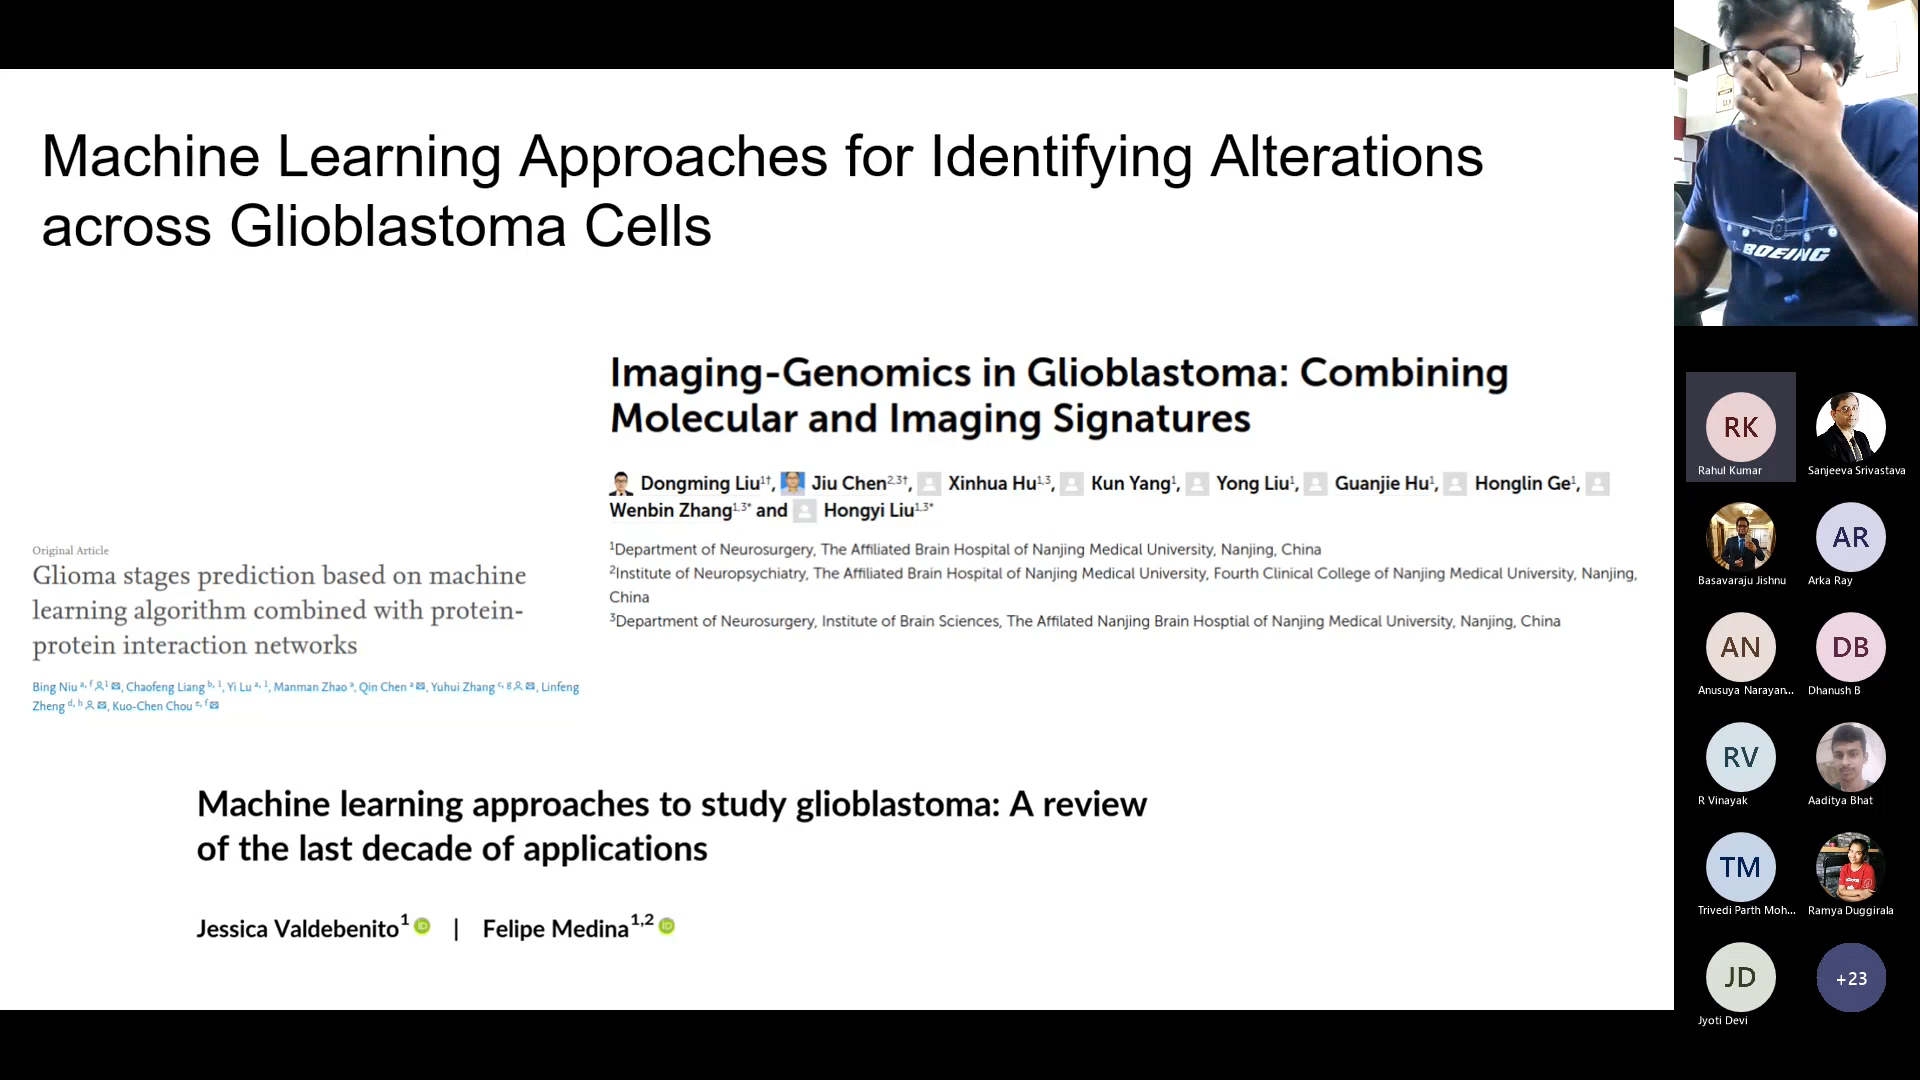 Machine Learning Approaches for Identifying Alterations
across Glioblastoma Cells
Imaging-Genomics in Glioblastoma: Combining
Molecular and Imaging Signatures
Dongming Liu1†, Jiu Chen2,3†, Xinhua Hu1,3, Kun Yang1, Yong Liu1, Guanjie Hu1, Honglin Ge1,
Wenbin Zhang1,3* and Hongyi Liu1,3*
1Department of Neurosurgery, The Affiliated Brain Hospital of Nanjing Medical University, Nanjing, China
2Institute of Neuropsychiatry, The Affiliated Brain Hospital of Nanjing Medical University, Fourth Clinical College of Nanjing Medical University, Nanjing,
China
3Department of Neurosurgery, Institute of Brain Sciences, The Affilated Nanjing Brain Hosptial of Nanjing Medical University, Nanjing, China
Original Article
Glioma stages prediction based on machine
learning algorithm combined with protein-
protein interaction networks
Bing Niu a, f 1, Chaofeng Liang b, 1, Yi Lu a, 1, Manman Zhao a, Qin Chen a, Yuhui Zhang c, g, Linfeng
Zheng d, h, Kuo-Chen Chou e, f
Machine learning approaches to study glioblastoma: A review
of the last decade of applications
Jessica Valdebenito1 iD | Felipe Medina1,2 iD
BOEING
RK
Rahul Kumar
Sanjeeva Srivastava
Basavaraju Jishnu
AR
Arka Ray
AN
Anusuya Narayan...
DB
Dhanush B
RV
R Vinayak
Aaditya Bhat
TM
Trivedi Parth Moh...
Ramya Duggirala
JD
Jyoti Devi
+23